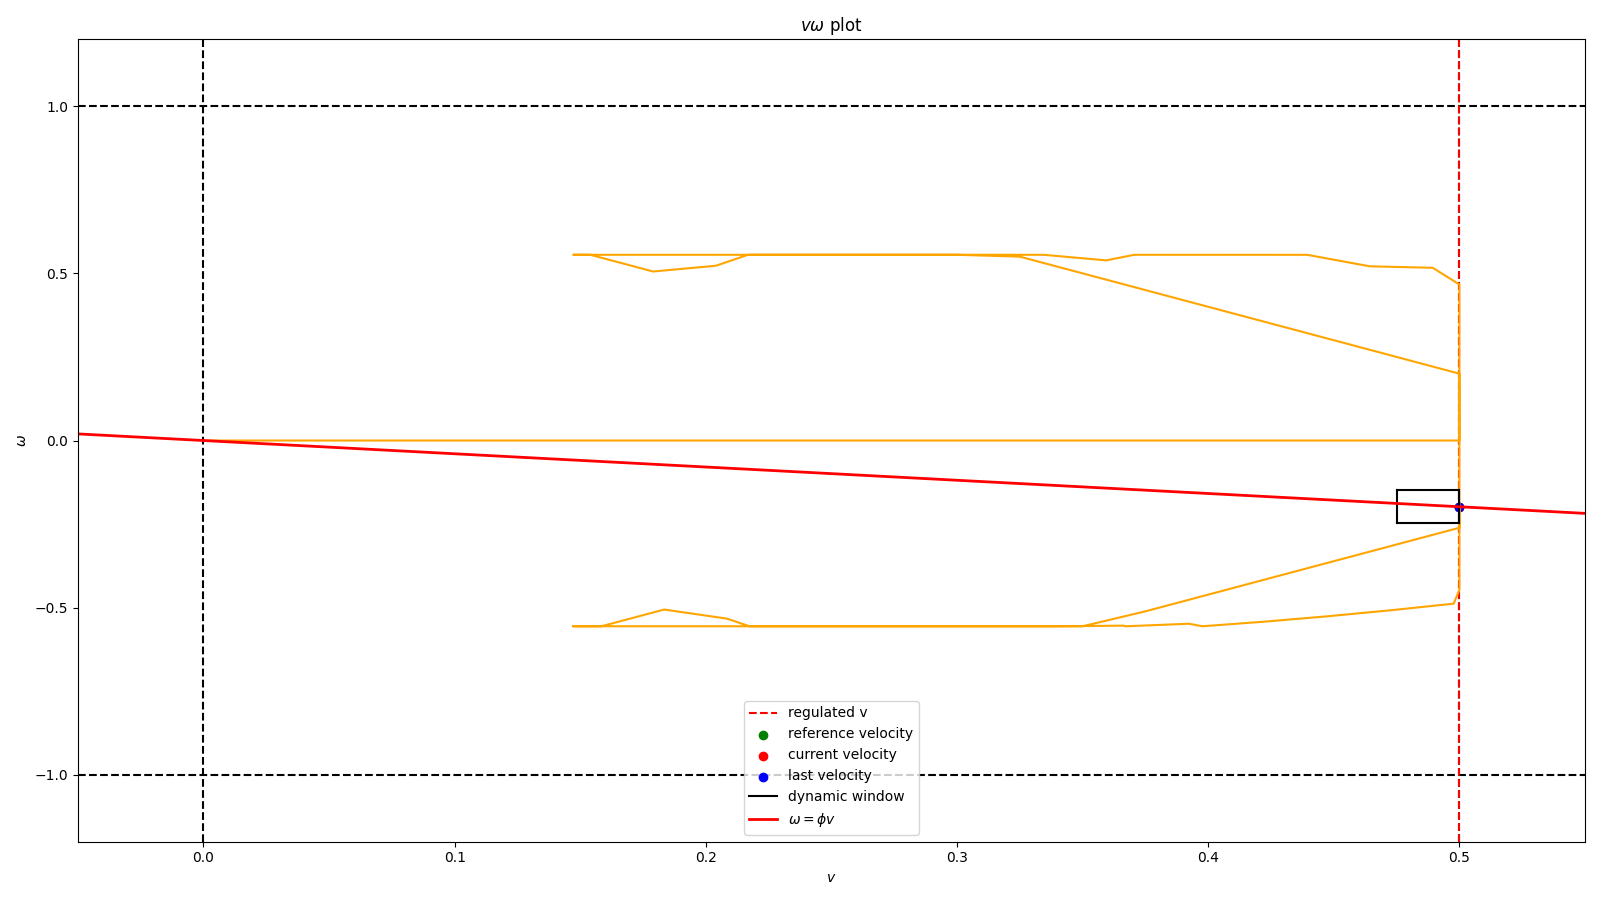 vω plot
1.0
0.5
0.0
−0.5
−1.0
ω
0.0
0.1
0.2
0.3
0.4
0.5
v
regulated v
reference velocity
current velocity
last velocity
dynamic window
ω = ϕv